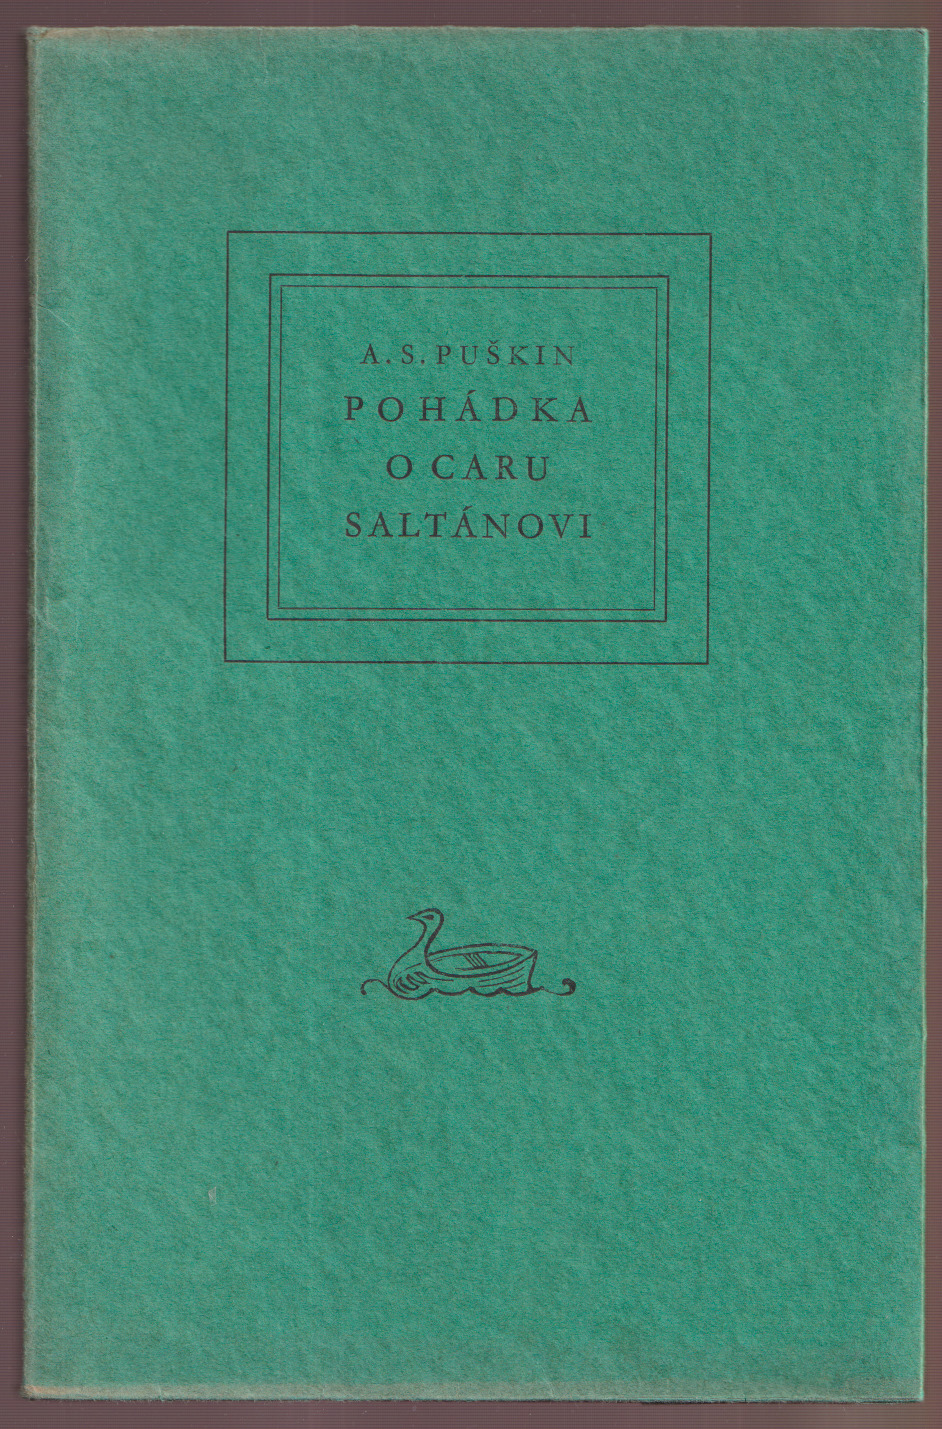 A. S. PUŠKIN
POHÁDKA
O CARU
SALTÁNOVI